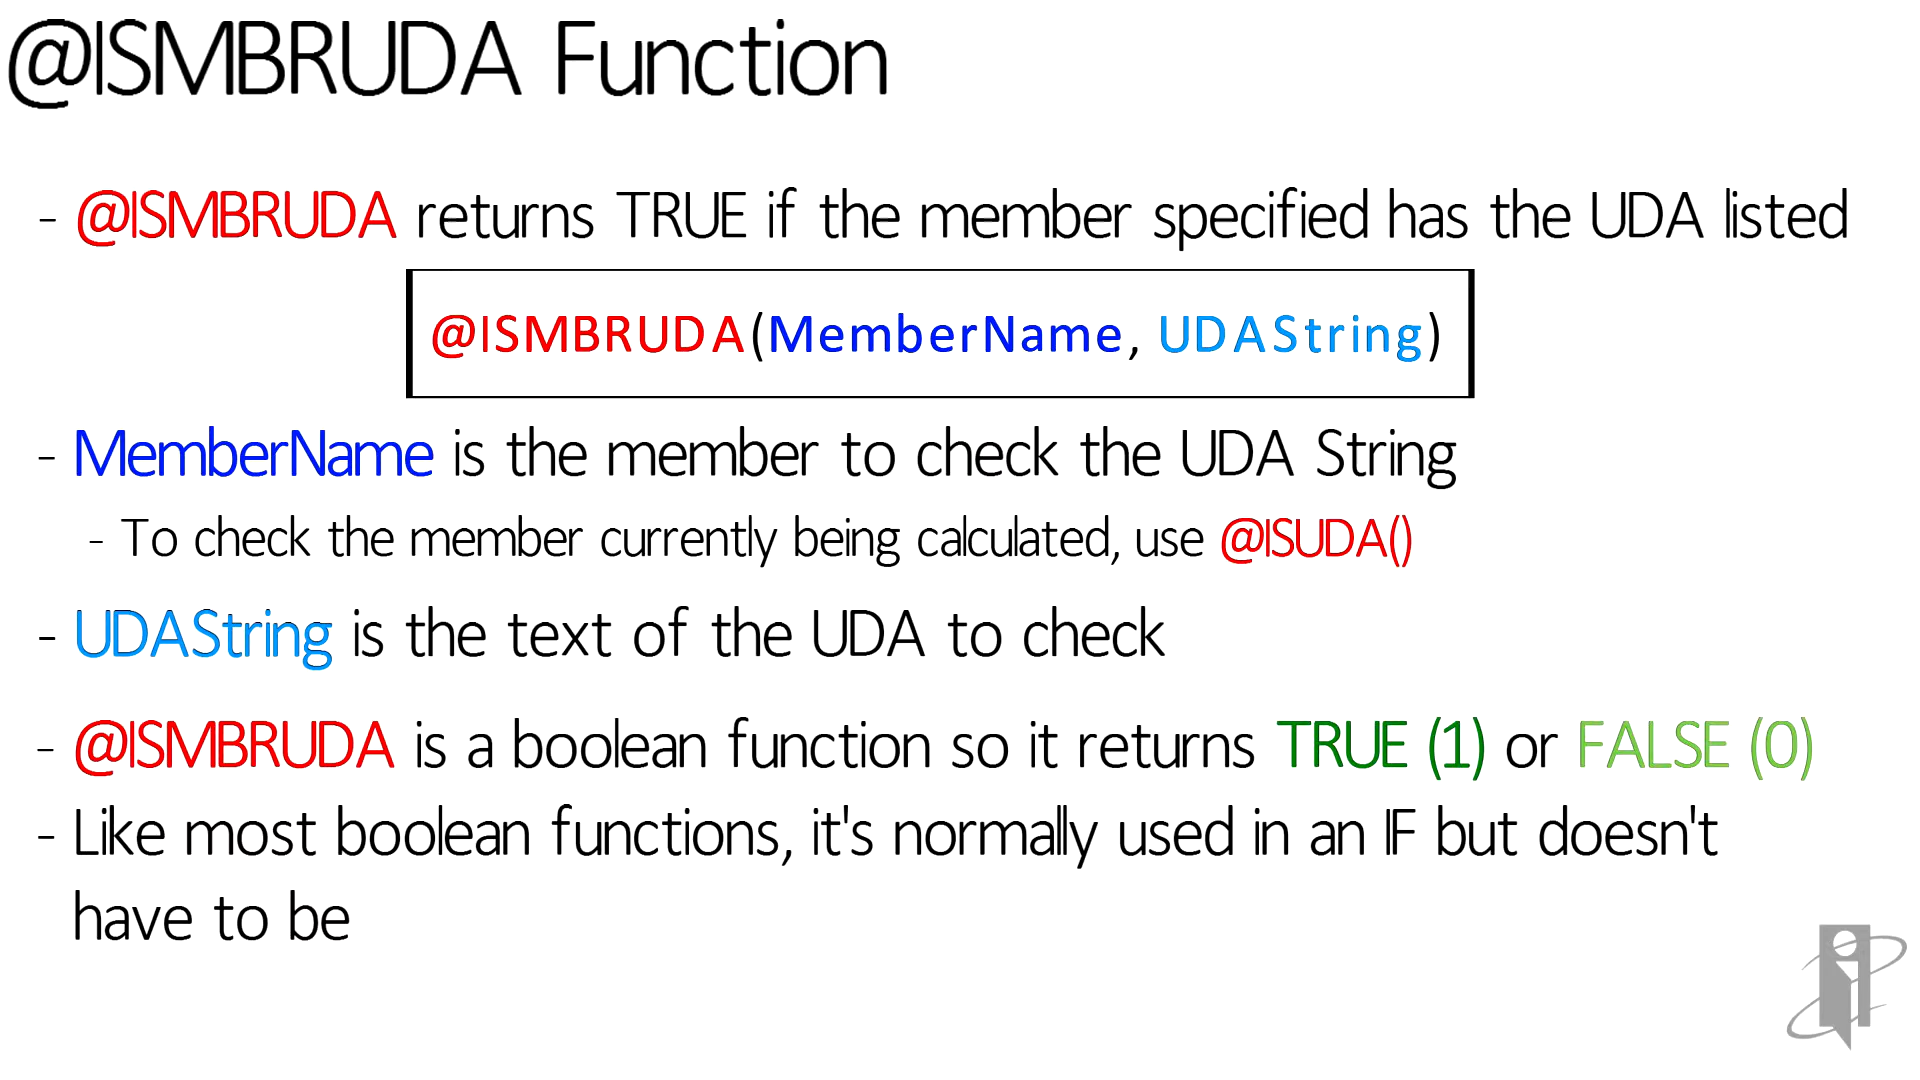 @ISMBRUDA Function
- @ISMBRUDA returns TRUE if the member specified has the UDA listed
@ISMBRUDA(MemberName, UDAString)
- MemberName is the member to check the UDA String
- To check the member currently being calculated, use @ISUDA()
- UDAString is the text of the UDA to check
- @ISMBRUDA is a boolean function so it returns TRUE (1) or FALSE (0)
- Like most boolean functions, it's normally used in an IF but doesn't
have to be